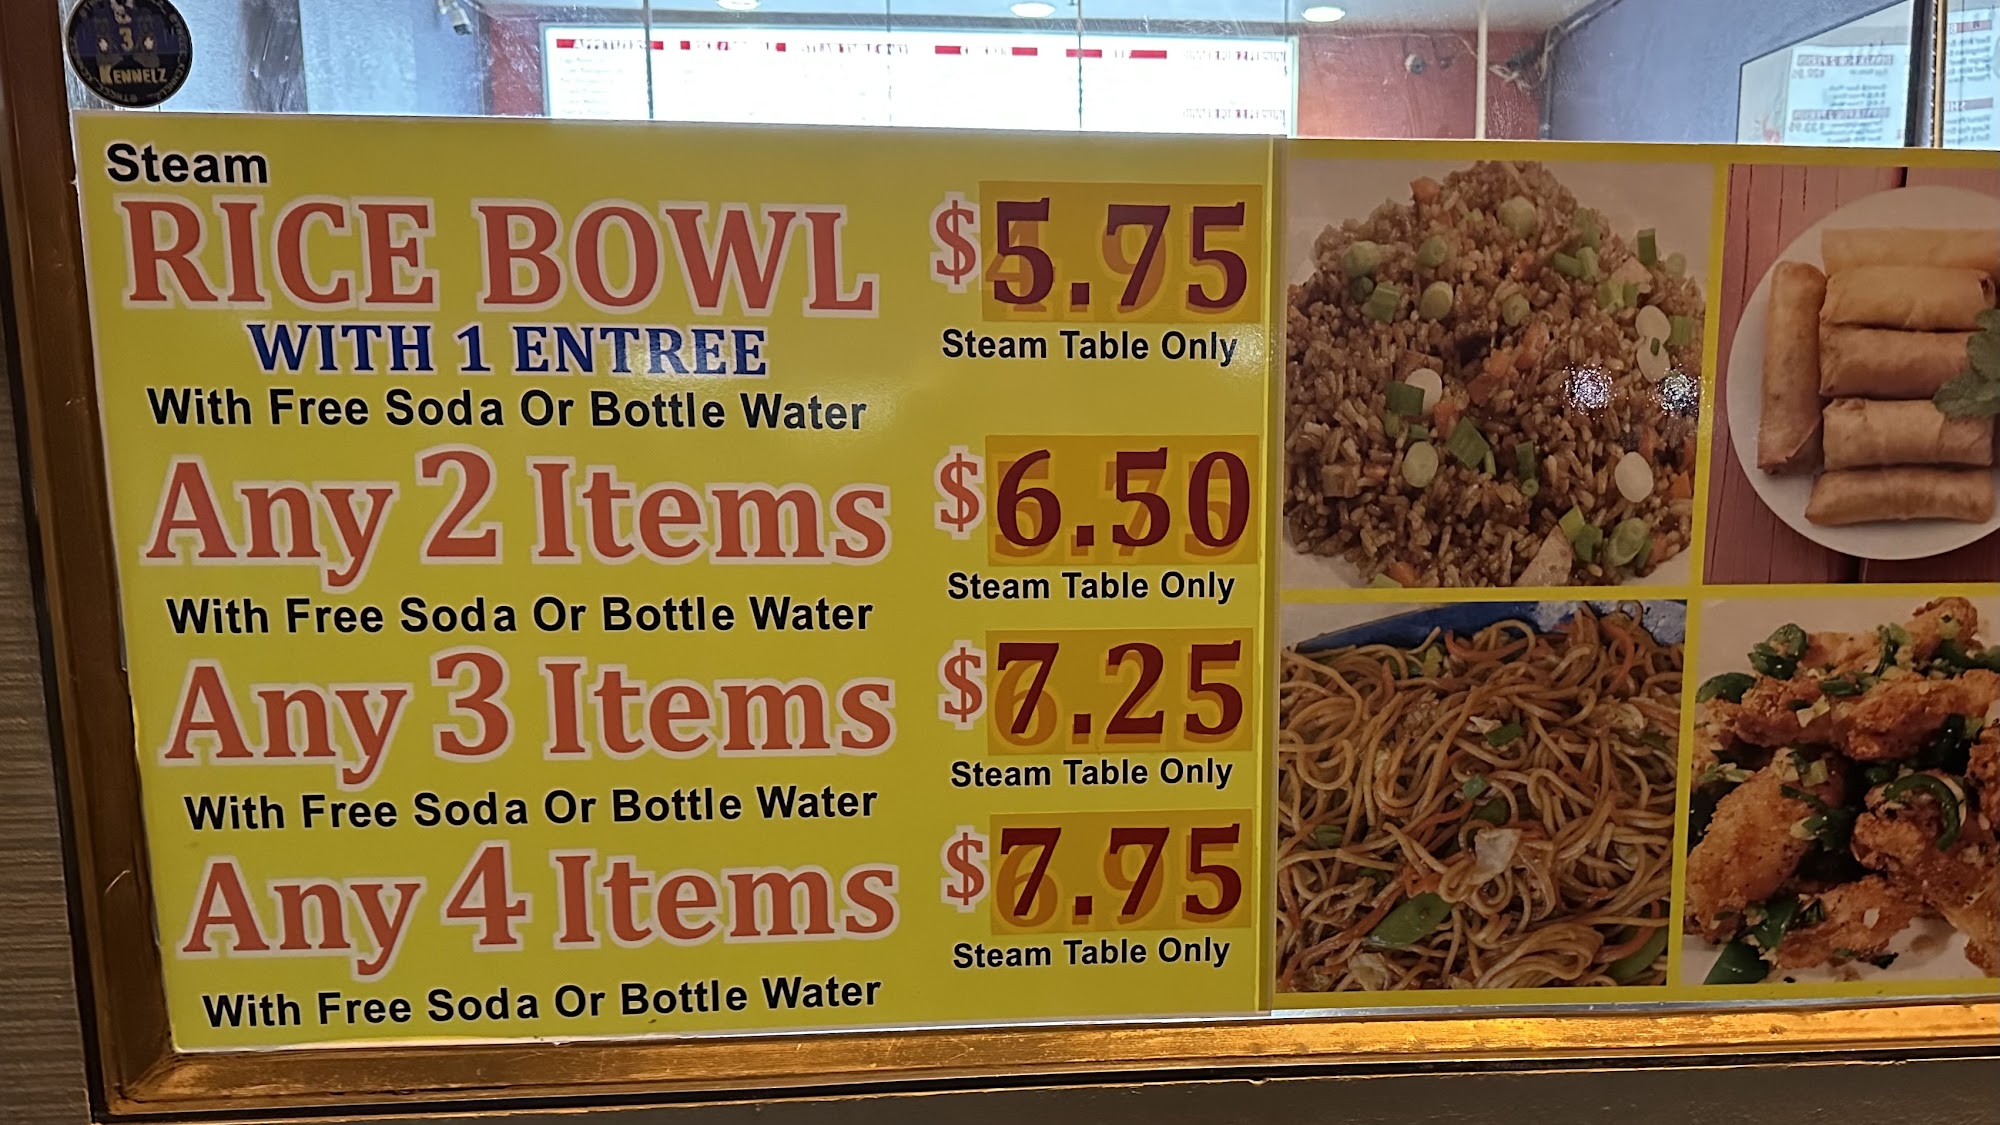 3
KENNELZ
Steam
RICE BOWL $5.75
WITH 1 ENTREE Steam Table Only
With Free Soda Or Bottle Water
Any 2 Items $6.50
With Free Soda Or Bottle Water Steam Table Only
Any 3 Items $7.25
With Free Soda Or Bottle Water Steam Table Only
Any 4 Items $7.75
With Free Soda Or Bottle Water Steam Table Only